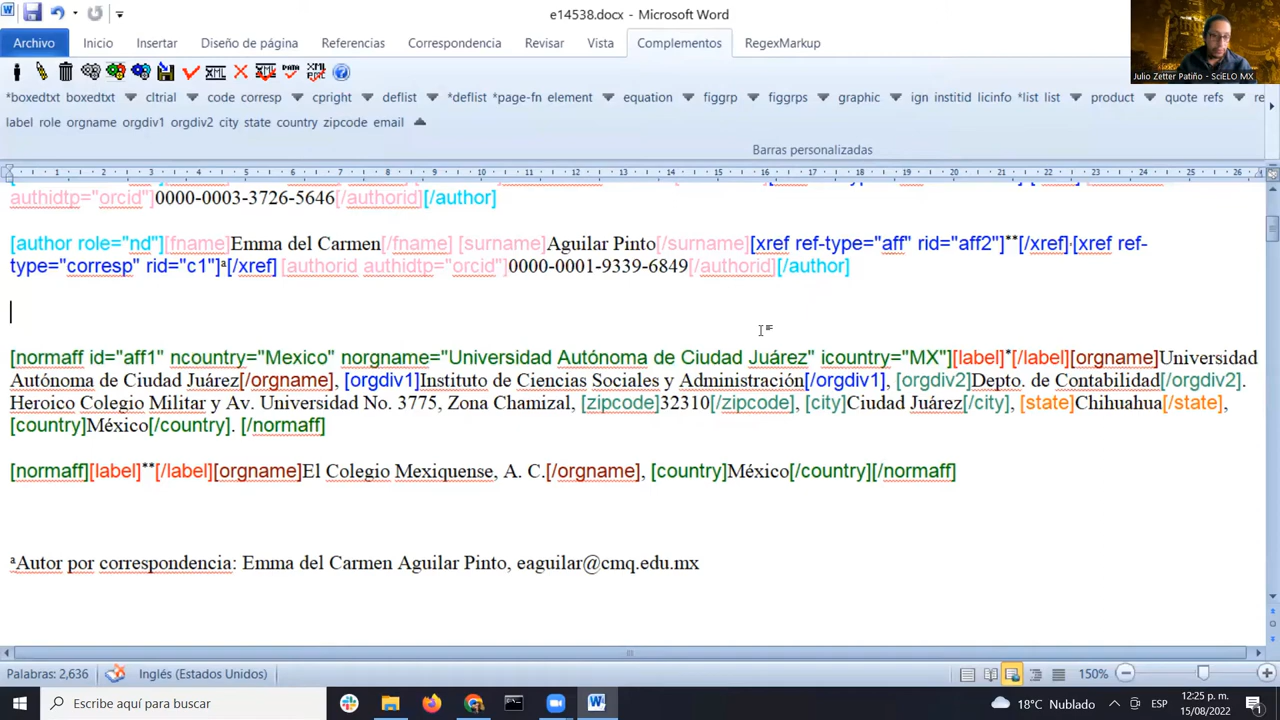 e14538.docx - Microsoft Word
Archivo Inicio Insertar Diseño de página Referencias Correspondencia Revisar Vista Complementos RegexMarkup
Julio Zetter Patiño - SciELO MX
*boxedtxt boxedtxt cltrial code corresp cpright deflist *deflist *page-fn element equation figgrp figgrps graphic ign institid licinfo *list list product quote refs re
label role orgname orgdiv1 orgdiv2 city state country zipcode email
Barras personalizadas
authidtp="orcid"]0000-0003-3726-5646[/authorid][/author]
[author role="nd"][fname]Emma del Carmen[/fname] [surname]Aguilar Pinto[/surname][xref ref-type="aff" rid="aff2"]**[/xref],[xref ref-
type="corresp" rid="c1"]a[/xref] [authorid authidtp="orcid"]0000-0001-9339-6849[/authorid][/author]
[normaff id="aff1" ncountry="Mexico" norgname="Universidad Autónoma de Ciudad Juárez" icountry="MX"][label]*[/label][orgname]Universidad
Autónoma de Ciudad Juárez[/orgname], [orgdiv1]Instituto de Ciencias Sociales y Administración[/orgdiv1], [orgdiv2]Depto. de Contabilidad[/orgdiv2].
Heroico Colegio Militar y Av. Universidad No. 3775, Zona Chamizal, [zipcode]32310[/zipcode], [city]Ciudad Juárez[/city], [state]Chihuahua[/state],
[country]México[/country]. [/normaff]
[normaff][label]**[/label][orgname]El Colegio Mexiquense, A. C.[/orgname], [country]México[/country][/normaff]
aAutor por correspondencia: Emma del Carmen Aguilar Pinto, eaguilar@cmq.edu.mx
Palabras: 2,636 Inglés (Estados Unidos) 150%
Escribe aquí para buscar 18°C Nublado ESP 12:25 p. m.
15/08/2022